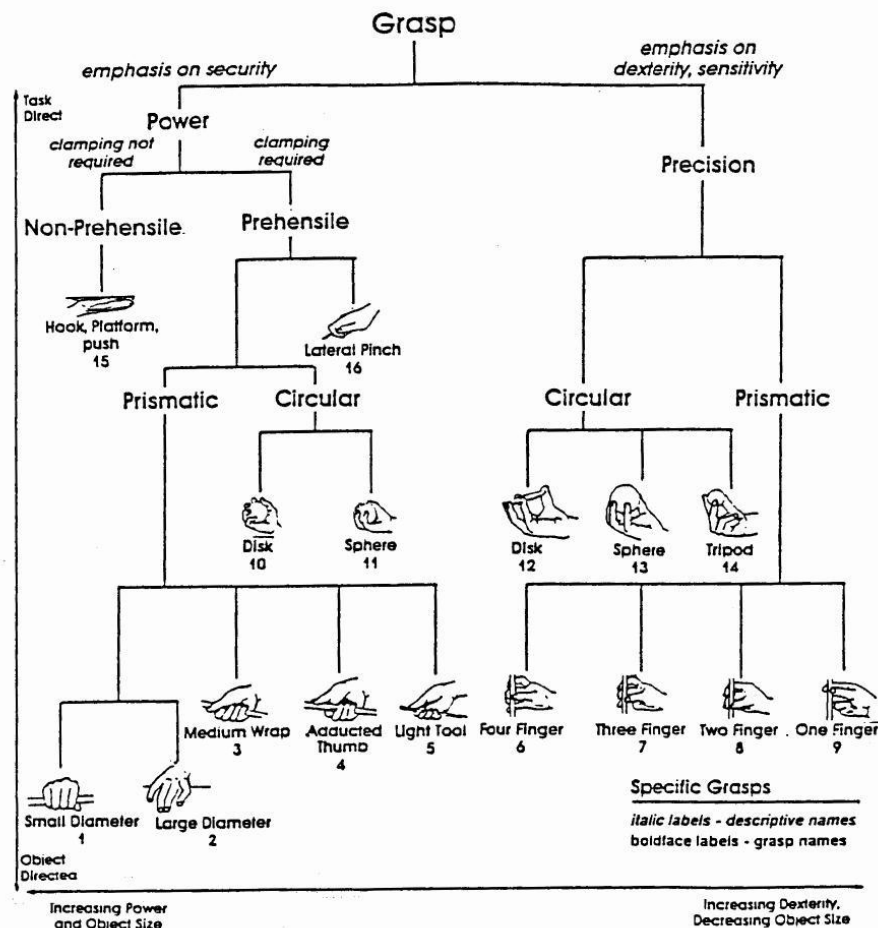 Grasp
emphasis on security
emphasis on
dexterity, sensitivity
Task
Direct
Power
clamping not
required
clamping
required
Precision
Non-Prehensile
Prehensile
Hook, Platform,
push
15
Lateral Pinch
16
Prismatic
Circular
Circular
Prismatic
Disk
10
Sphere
11
Disk
12
Sphere
13
Tripod
14
Medium Wrap
3
Adducted
Thumb
4
Light Tool
5
Four Finger
6
Three Finger
7
Two Finger
8
One Finger
9
Small Diameter
1
Large Diameter
2
Specific Grasps
italic labels - descriptive names
boldface labels - grasp names
Object
Directed
Increasing Power
and Object Size
Increasing Dexterity,
Decreasing Object Size